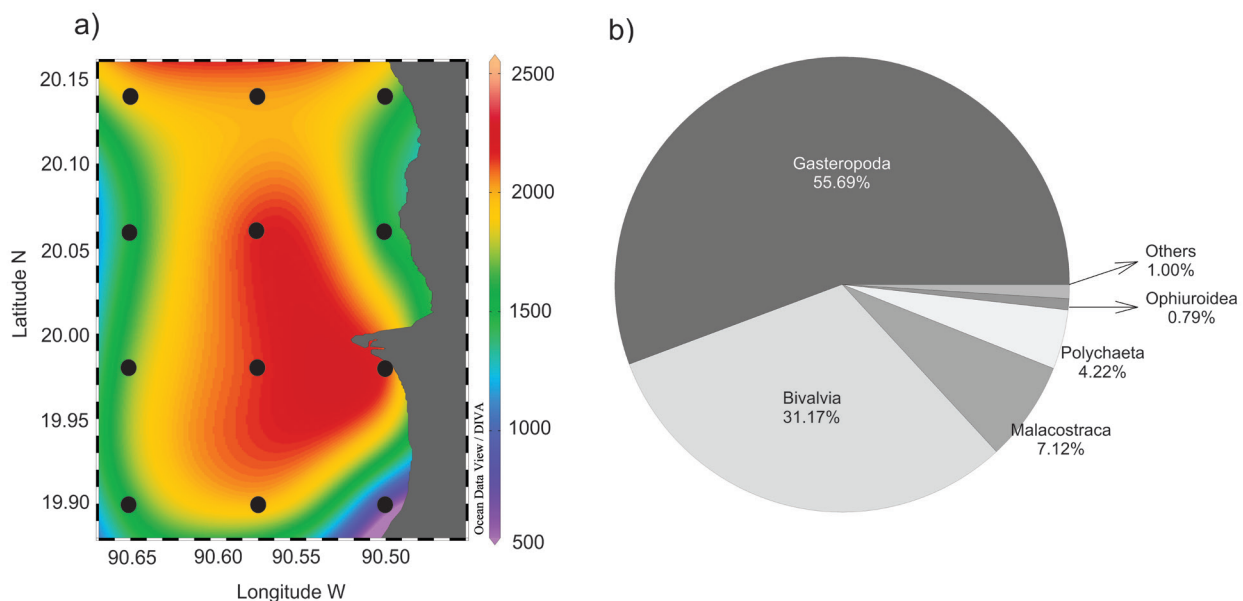 a)
20.15
20.10
20.05
20.00
19.95
19.90
Latitude N
90.65 90.60 90.55 90.50
Longitude W
2500
2000
1500
1000
500
Ocean Data View / DIVA
b)
Gasteropoda
55.69%
Others
1.00%
Ophiuroidea
0.79%
Polychaeta
4.22%
Malacostraca
7.12%
Bivalvia
31.17%